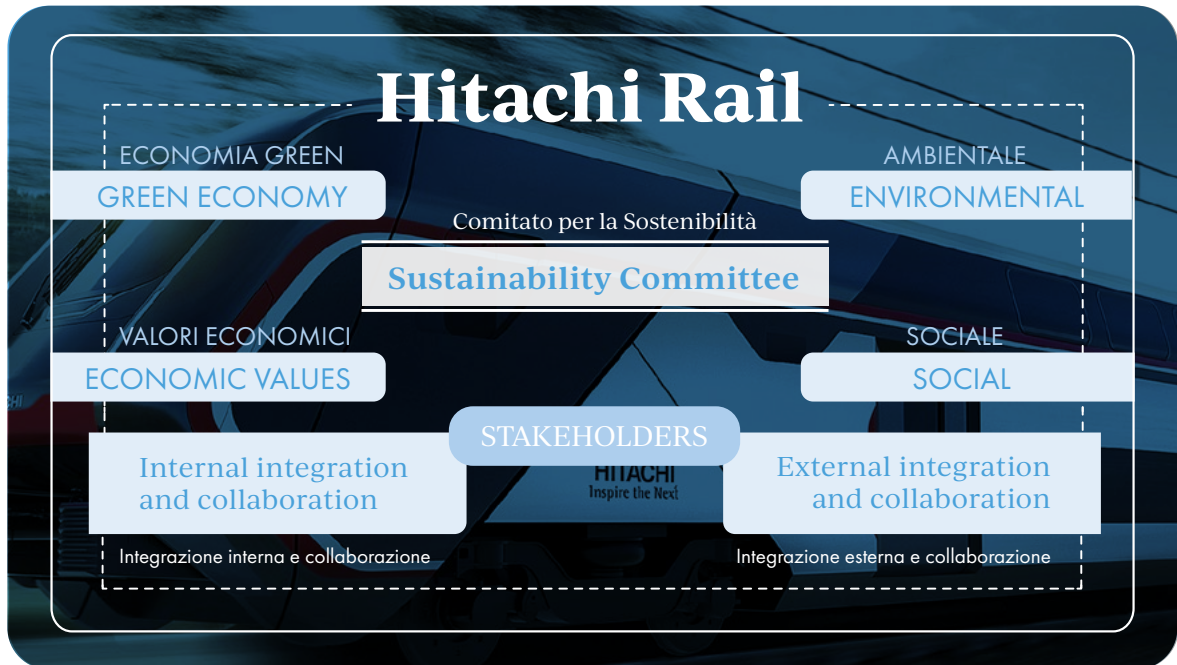 Hitachi Rail
ECONOMIA GREEN
GREEN ECONOMY
AMBIENTALE
ENVIRONMENTAL
Comitato per la Sostenibilità
Sustainability Committee
VALORI ECONOMICI
ECONOMIC VALUES
SOCIALE
SOCIAL
STAKEHOLDERS
Internal integration
and collaboration
Integrazione interna e collaborazione
HITACHI
Inspire the Next
External integration
and collaboration
Integrazione esterna e collaborazione